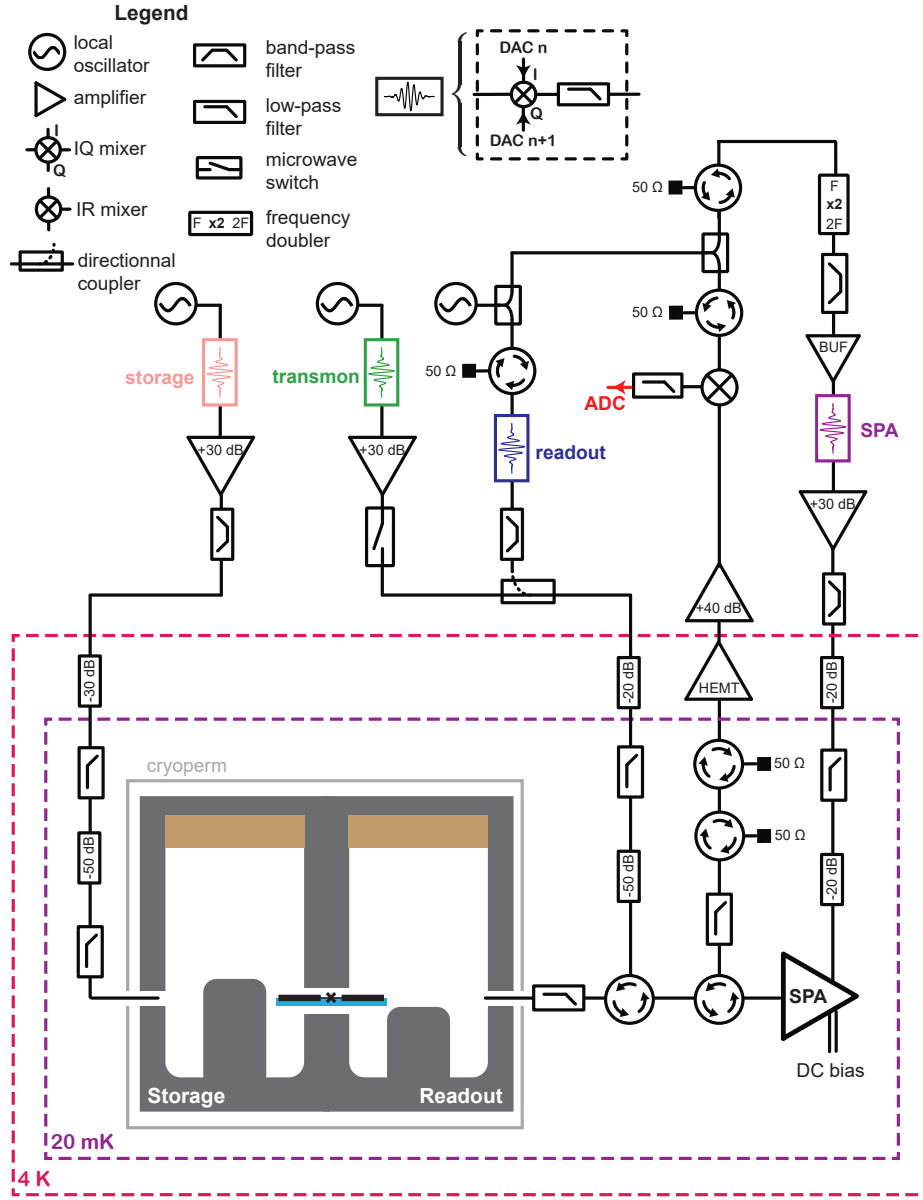 Legend
local
oscillator
amplifier
I
IQ mixer
Q
IR mixer
directionnal
coupler
band-pass
filter
low-pass
filter
microwave
switch
F x2 2F
frequency
doubler
DAC n
I
Q
DAC n+1
50 Ω
F
x2
2F
50 Ω
BUF
storage
transmon
50 Ω
ADC
SPA
readout
+30 dB
+30 dB
+30 dB
+40 dB
-30 dB
-20 dB
HEMT
-20 dB
cryoperm
50 Ω
50 Ω
-50 dB
-50 dB
-20 dB
SPA
DC bias
Storage
Readout
20 mK
4 K